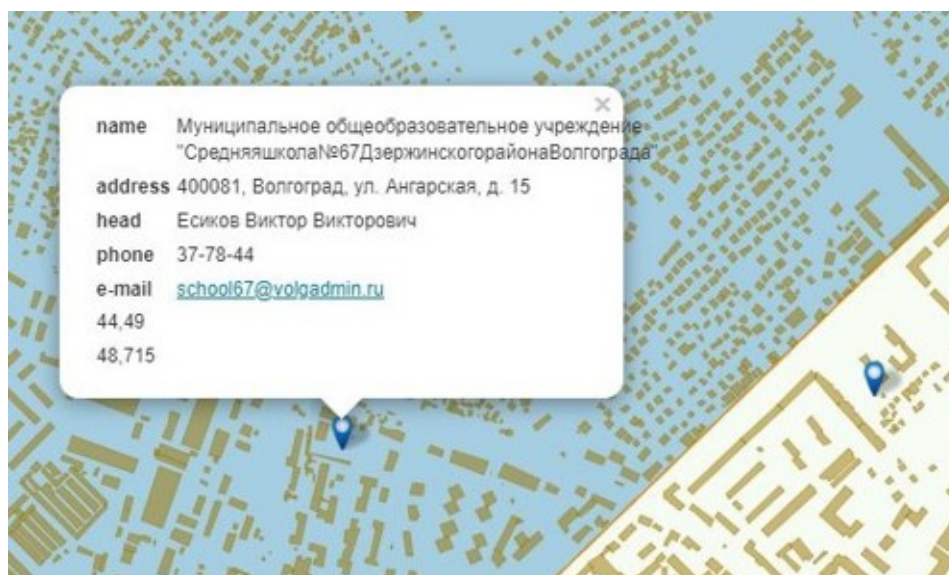 name Муниципальное общеобразовательное учреждение
"Средняяшкола№67ДзержинскогорайонаВолгограда"
address 400081, Волгоград, ул. Ангарская, д. 15
head Есиков Виктор Викторович
phone 37-78-44
e-mail school67@volgadmin.ru
44,49
48,715